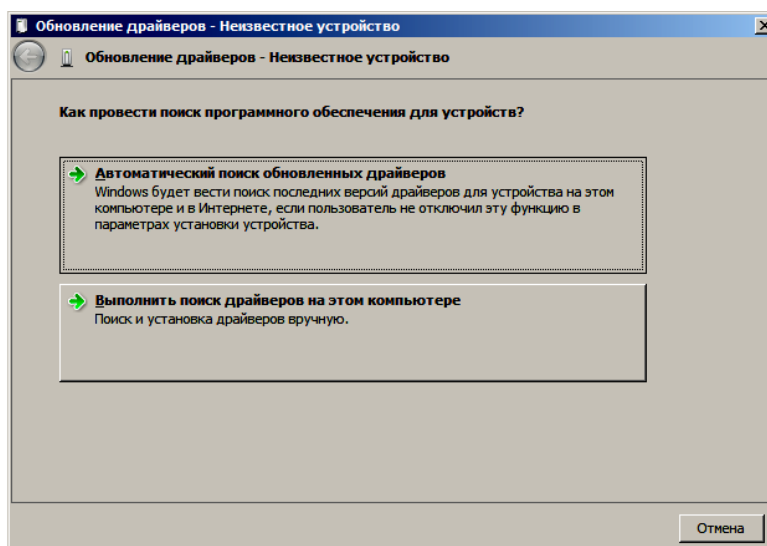 Обновление драйверов - Неизвестное устройство
Обновление драйверов - Неизвестное устройство
Как провести поиск программного обеспечения для устройств?
Автоматический поиск обновленных драйверов
Windows будет вести поиск последних версий драйверов для устройства на этом
компьютере и в Интернете, если пользователь не отключил эту функцию в
параметрах установки устройства.
Выполнить поиск драйверов на этом компьютере
Поиск и установка драйверов вручную.
Отмена